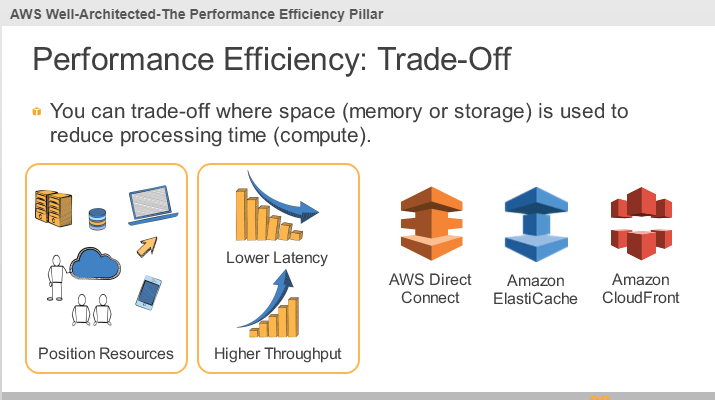 AWS Well-Architected-The Performance Efficiency Pillar
Performance Efficiency: Trade-Off
You can trade-off where space (memory or storage) is used to
reduce processing time (compute).
Position Resources
Lower Latency
Higher Throughput
AWS Direct
Connect
Amazon
ElastiCache
Amazon
CloudFront